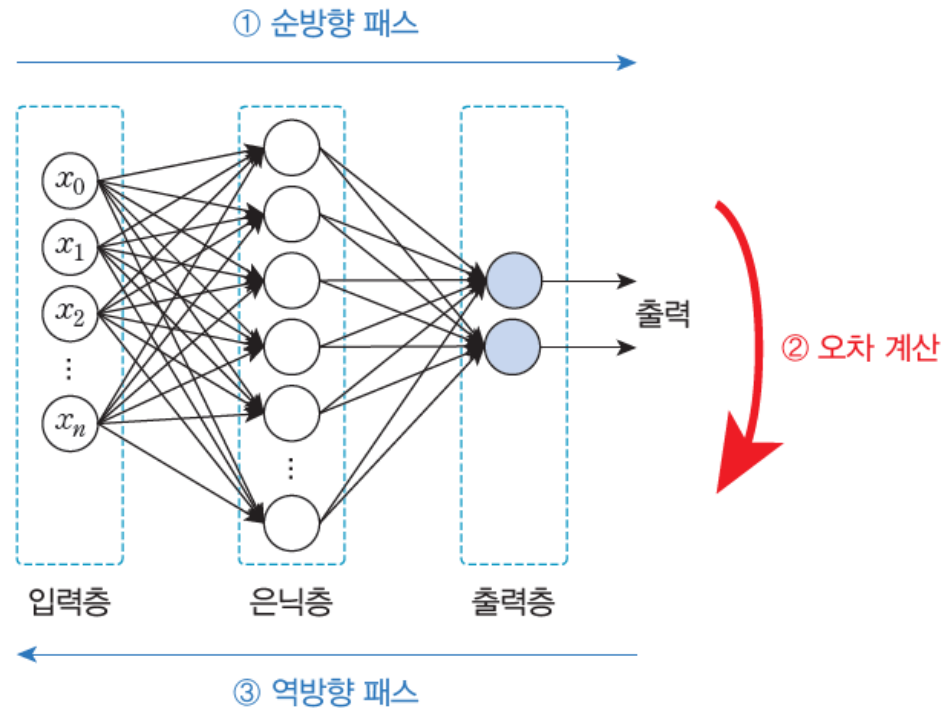 ① 순방향 패스
x₀
x₁
x₂
⋮
xₙ
⋮
출력
② 오차 계산
입력층
은닉층
출력층
③ 역방향 패스